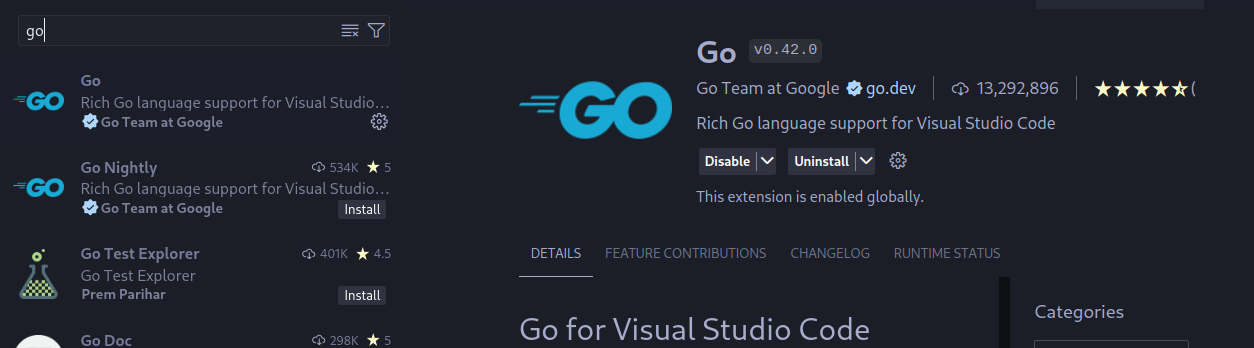 go
Go
Rich Go language support for Visual Studio...
Go Team at Google
Go Nightly
534K
5
Rich Go language support for Visual Studio...
Go Team at Google
Install
Go Test Explorer
401K
4.5
Go Test Explorer
Prem Parihar
Install
Go Doc
298K
5
GO
GO
GO
Go
v0.42.0
Go Team at Google
go.dev
13,292,896
(
Rich Go language support for Visual Studio Code
Disable
Uninstall
This extension is enabled globally.
DETAILS
FEATURE CONTRIBUTIONS
CHANGELOG
RUNTIME STATUS
Go for Visual Studio Code
Categories